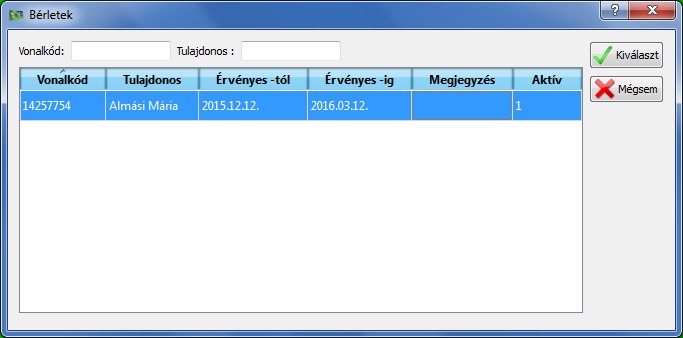 Bérletek
Vonalkód: Tulajdonos :
Kiválaszt
Vonalkód Tulajdonos Érvényes -tól Érvényes -ig Megjegyzés Aktív
Mégsem
14257754 Almási Mária 2015.12.12. 2016.03.12. 1